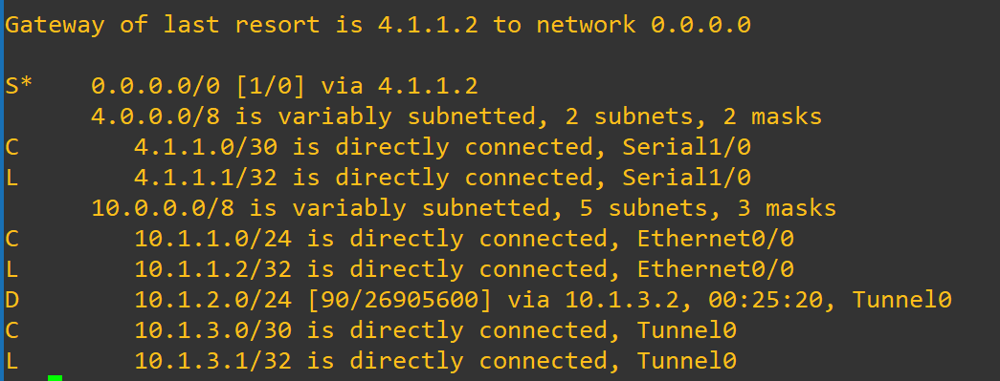 Gateway of last resort is 4.1.1.2 to network 0.0.0.0
S*    0.0.0.0/0 [1/0] via 4.1.1.2
      4.0.0.0/8 is variably subnetted, 2 subnets, 2 masks
C        4.1.1.0/30 is directly connected, Serial1/0
L        4.1.1.1/32 is directly connected, Serial1/0
      10.0.0.0/8 is variably subnetted, 5 subnets, 3 masks
C        10.1.1.0/24 is directly connected, Ethernet0/0
L        10.1.1.2/32 is directly connected, Ethernet0/0
D        10.1.2.0/24 [90/26905600] via 10.1.3.2, 00:25:20, Tunnel0
C        10.1.3.0/30 is directly connected, Tunnel0
L        10.1.3.1/32 is directly connected, Tunnel0